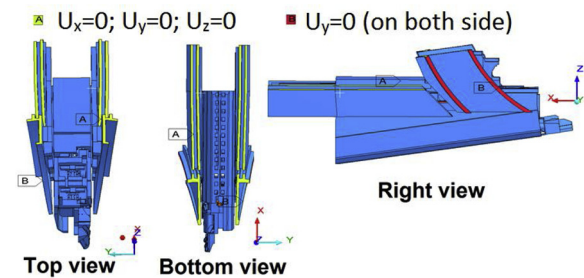 A Ux=0; Uy=0; Uz=0
B Uy=0 (on both side)
A
B
A
B
A
B
Z
X
Y
Right view
X
Y
Z
Z
Y
X
Top view
Bottom view